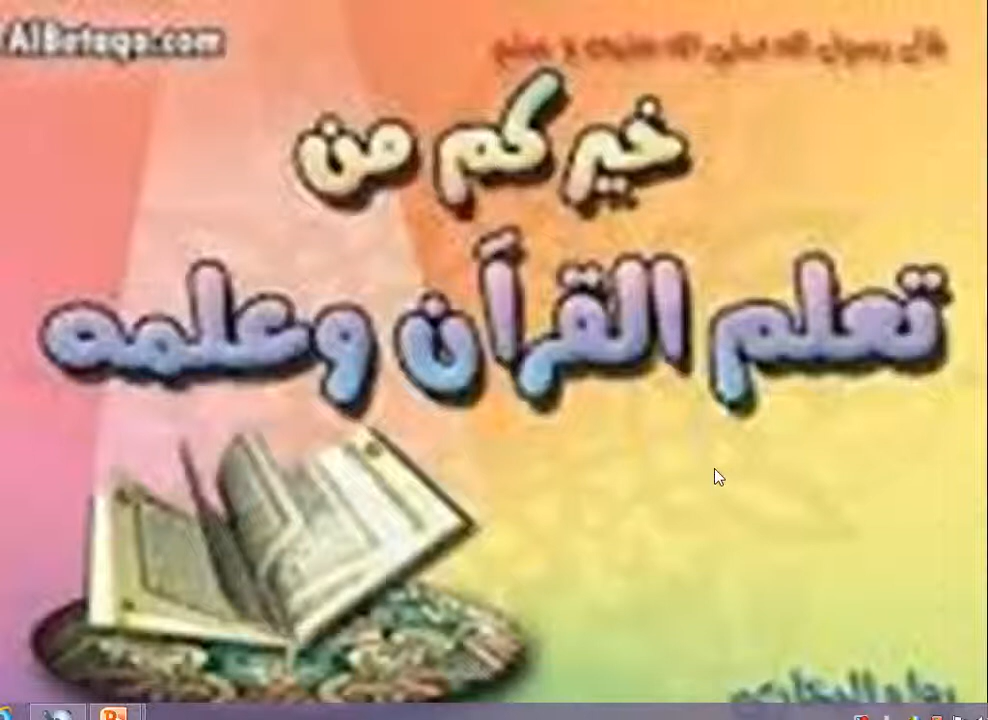 AlBetaqa.com
قال رسول الله صلى الله عليه و سلم
خيركم من
تعلم القرآن وعلمه
رواه البخاري